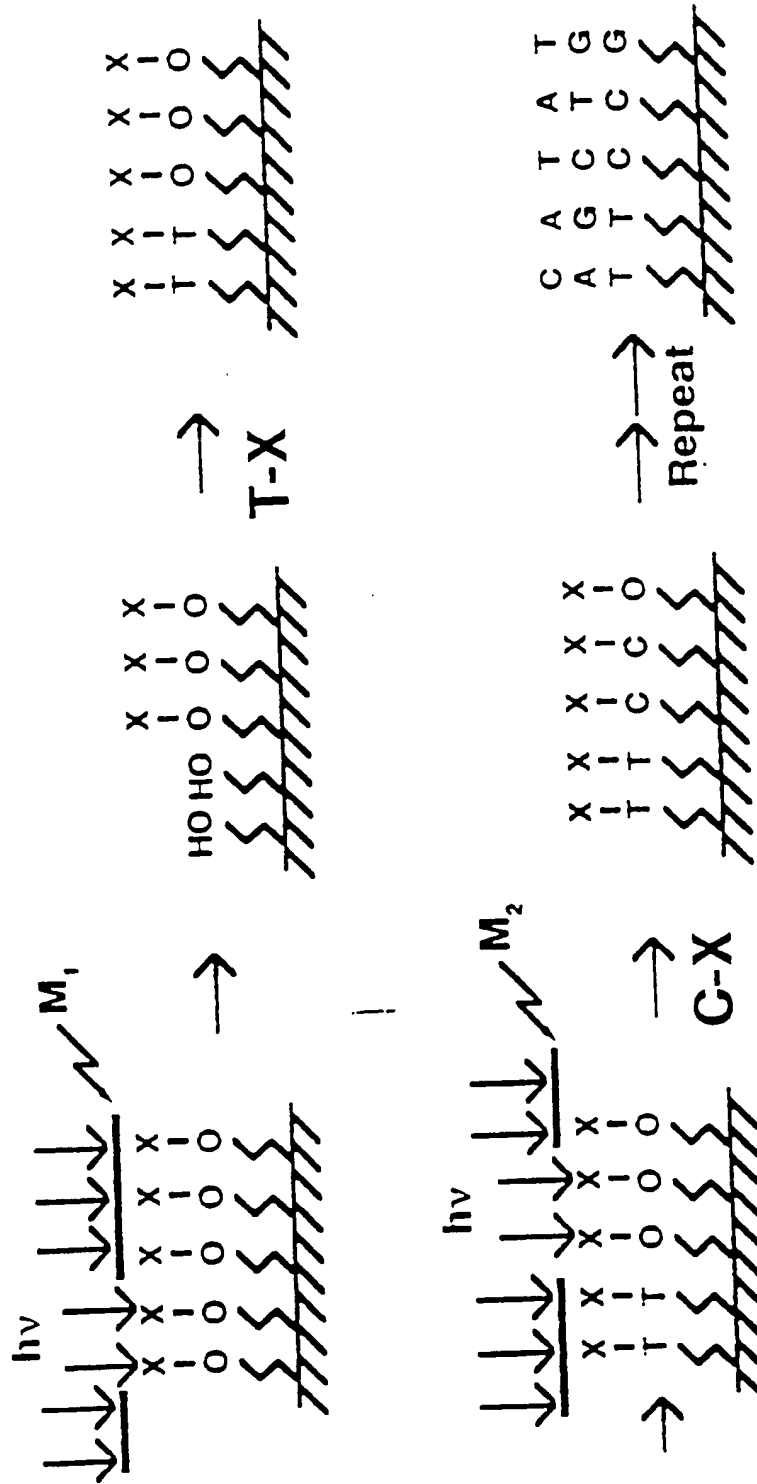 hν
M₁
X X X X X
O O O O O
X X X
HO HO O O O
T-X
X X X X X
T T O O O
hν
M₂
X X X X X
T T O O O
C-X
X X X X X
T T C C O
Repeat
C A T A T
A G C T G
T T C C G